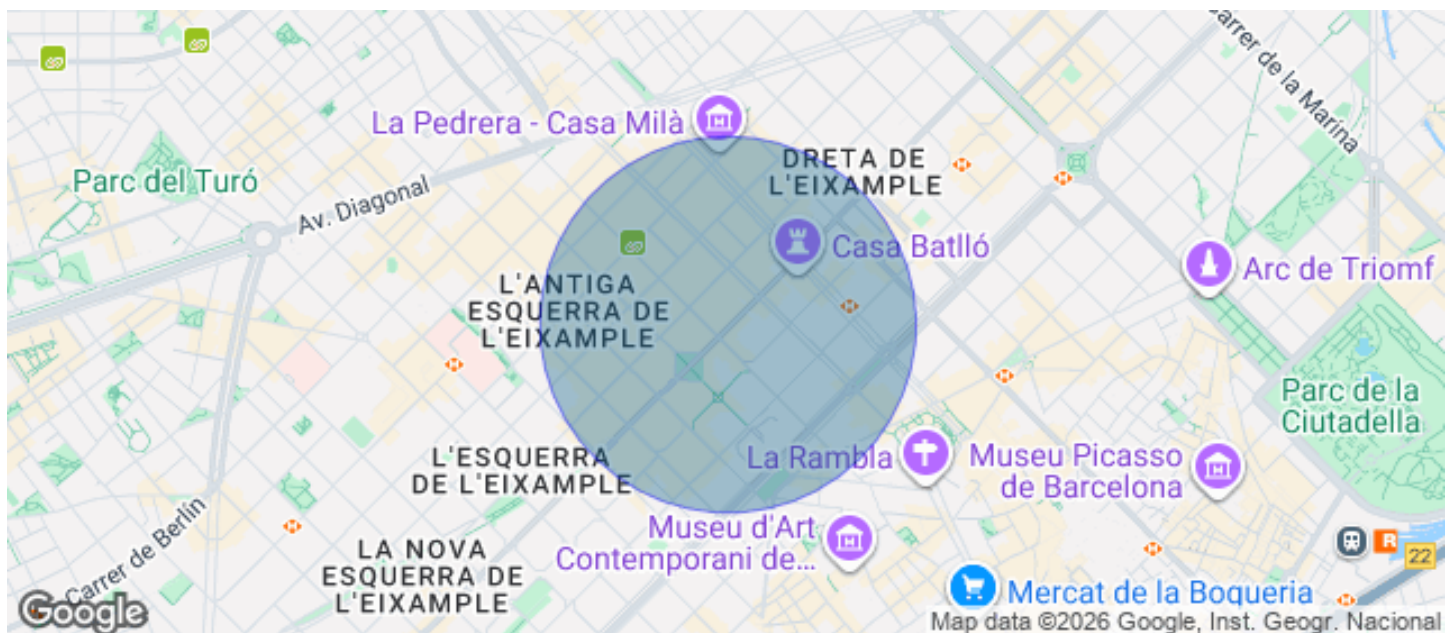 Carrer de la Marina
La Pedrera - Casa Milà
DRETA DE
L'EIXAMPLE
Parc del Turó
Av. Diagonal
Casa Batlló
Arc de Triomf
L'ANTIGA
ESQUERRA DE
L'EIXAMPLE
Parc de la
Ciutadella
L'ESQUERRA
DE L'EIXAMPLE
La Rambla
Museu Picasso
de Barcelona
Museu d'Art
Contemporani de...
Carrer de Berlín
LA NOVA
ESQUERRA DE
L'EIXAMPLE
R
22
Mercat de la Boqueria
Google
Map data ©2026 Google, Inst. Geogr. Nacional